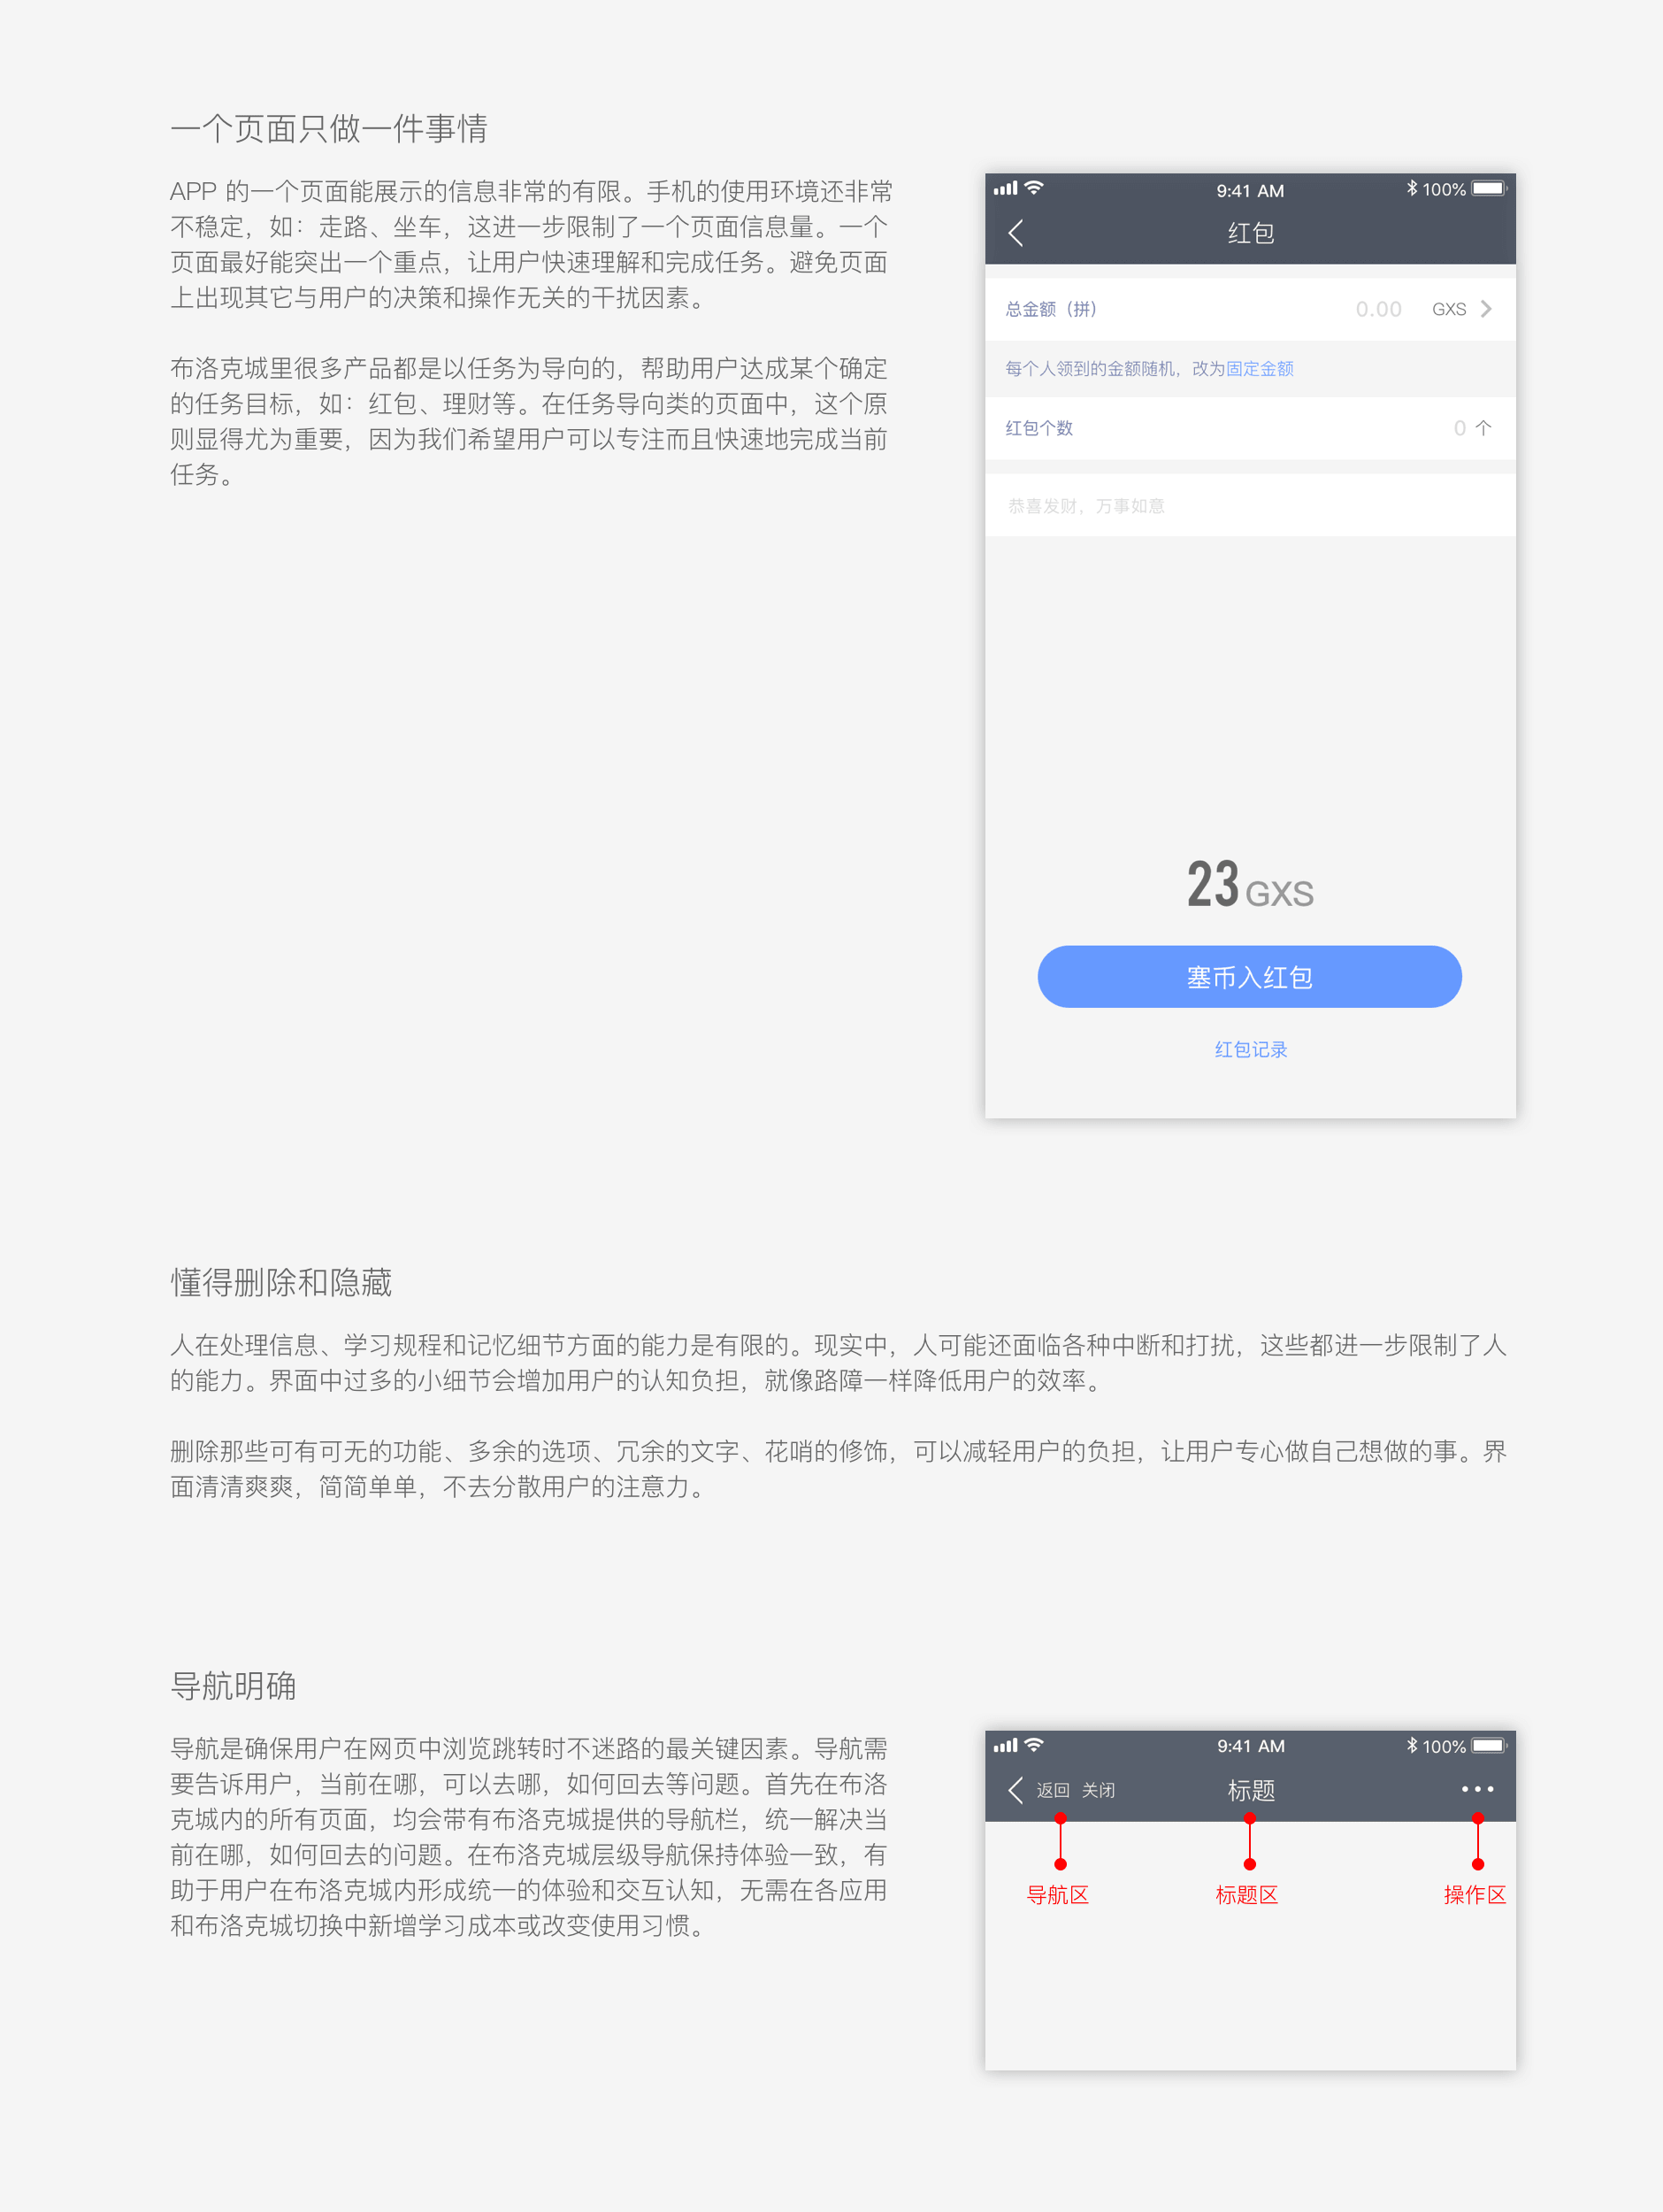 一个页面只做一件事情
APP 的一个页面能展示的信息非常的有限。手机的使用环境还非常
不稳定，如：走路、坐车，这进一步限制了一个页面信息量。一个
页面最好能突出一个重点，让用户快速理解和完成任务。避免页面
上出现其它与用户的决策和操作无关的干扰因素。
布洛克城里很多产品都是以任务为导向的，帮助用户达成某个确定
的任务目标，如：红包、理财等。在任务导向类的页面中，这个原
则显得尤为重要，因为我们希望用户可以专注而且快速地完成当前
任务。
9:41 AM
100%
红包
总金额（拼） 0.00 GXS
每个人领到的金额随机，改为固定金额
红包个数 0 个
恭喜发财，万事如意
23 GXS
塞币入红包
红包记录
懂得删除和隐藏
人在处理信息、学习规程和记忆细节方面的能力是有限的。现实中，人可能还面临各种中断和打扰，这些都进一步限制了人
的能力。界面中过多的小细节会增加用户的认知负担，就像路障一样降低用户的效率。
删除那些可有可无的功能、多余的选项、冗余的文字、花哨的修饰，可以减轻用户的负担，让用户专心做自己想做的事。界
面清清爽爽，简简单单，不去分散用户的注意力。
导航明确
导航是确保用户在网页中浏览跳转时不迷路的最关键因素。导航需
要告诉用户，当前在哪，可以去哪，如何回去等问题。首先在布洛
克城内的所有页面，均会带有布洛克城提供的导航栏，统一解决当
前在哪，如何回去的问题。在布洛克城层级导航保持体验一致，有
助于用户在布洛克城内形成统一的体验和交互认知，无需在各应用
和布洛克城切换中新增学习成本或改变使用习惯。
9:41 AM
100%
返回 关闭 标题
导航区 标题区 操作区